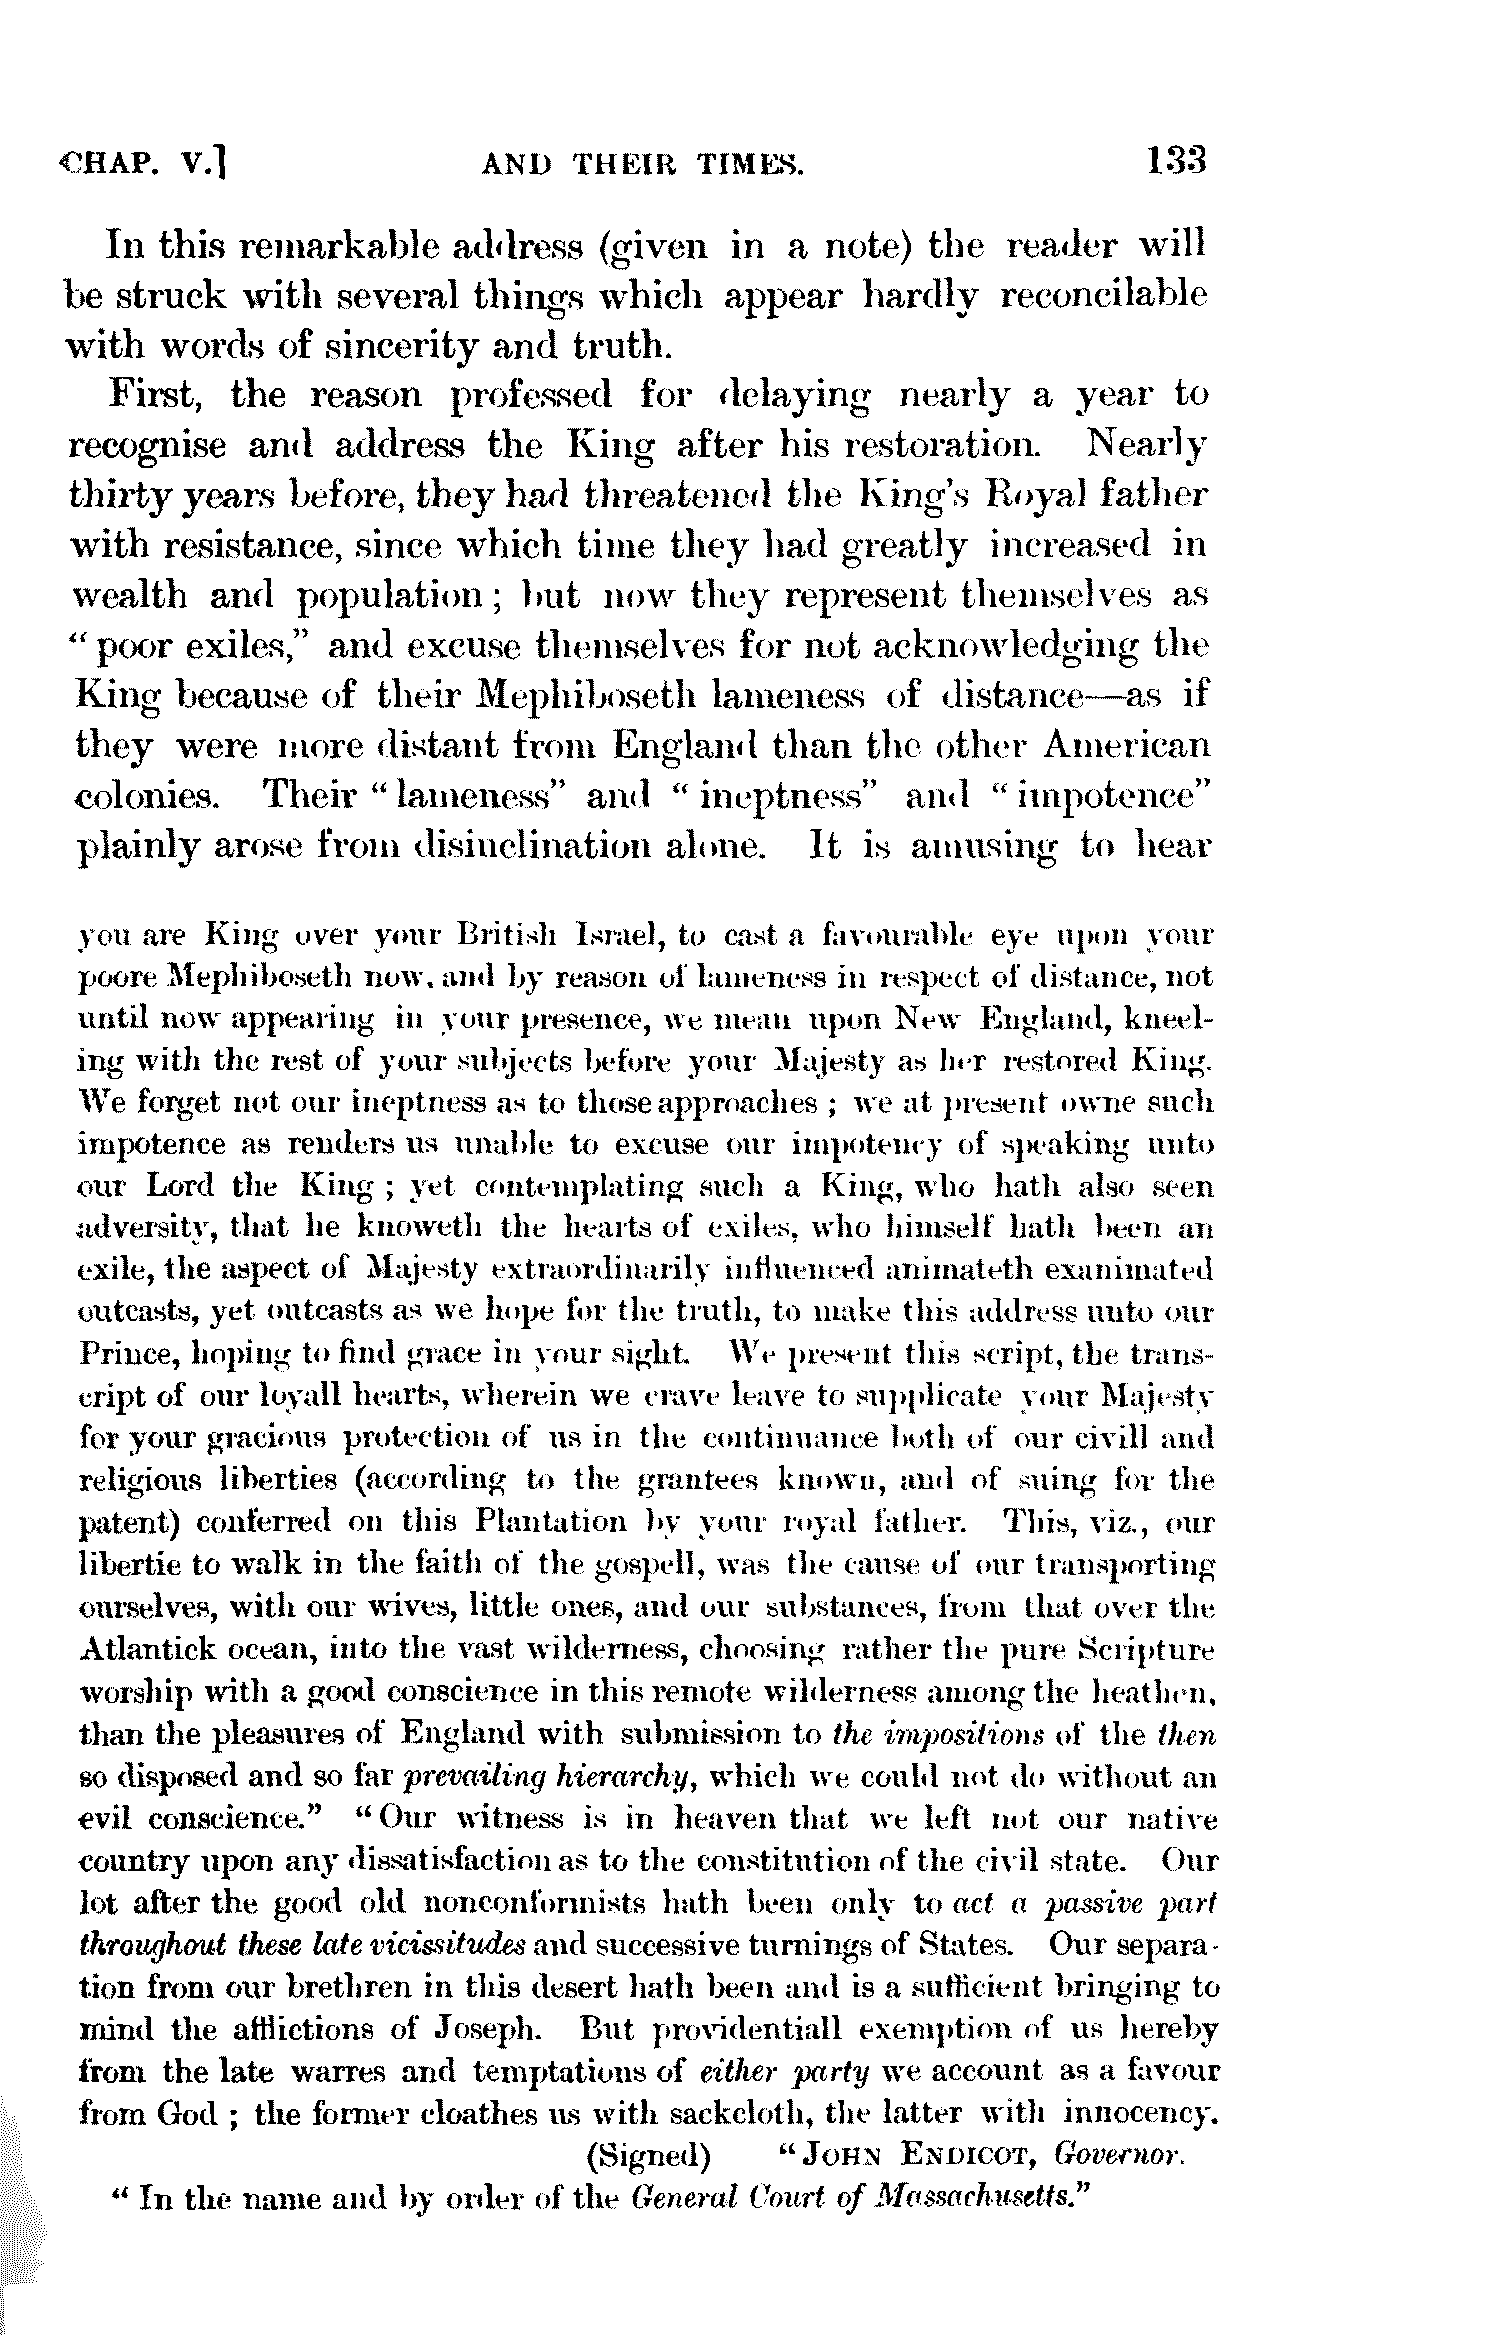 CHAP. V.] AND THEIR TIMES. 133
In this remarkable address (given in a note) the reader will
be struck with several things which appear hardly reconcilable
with words of sincerity and truth.
First, the reason professed for delaying nearly a year to
recognise and address the King after his restoration. Nearly
thirty years before, they had threatened the King's Royal father
with resistance, since which time they had greatly increased in
wealth and population; but now they represent themselves as
"poor exiles," and excuse themselves for not acknowledging the
King because of their Mephiboseth lameness of distance—as if
they were more distant from England than the other American
colonies. Their "lameness" and "ineptness" and "impotence"
plainly arose from disinclination alone. It is amusing to hear
you are King over your British Israel, to cast a favourable eye upon your
poore Mephiboseth now, and by reason of lameness in respect of distance, not
until now appearing in your presence, we mean upon New England, kneel-
ing with the rest of your subjects before your Majesty as her restored King.
We forget not our ineptness as to those approaches; we at present owne such
impotence as renders us unable to excuse our impotency of speaking unto
our Lord the King; yet contemplating such a King, who hath also seen
adversity, that he knoweth the hearts of exiles, who himself hath been an
exile, the aspect of Majesty extraordinarily influenced animateth exanimated
outcasts, yet outcasts as we hope for the truth, to make this address unto our
Prince, hoping to find grace in your sight. We present this script, the trans-
cript of our loyall hearts, wherein we crave leave to supplicate your Majesty
for your gracious protection of us in the continuance both of our civill and
religious liberties (according to the grantees known, and of suing for the
patent) conferred on this Plantation by your royal father. This, viz., our
libertie to walk in the faith of the gospell, was the cause of our transporting
ourselves, with our wives, little ones, and our substances, from that over the
Atlantick ocean, into the vast wilderness, choosing rather the pure Scripture
worship with a good conscience in this remote wilderness among the heathen,
than the pleasures of England with submission to the impositions of the then
so disposed and so far prevailing hierarchy, which we could not do without an
evil conscience." "Our witness is in heaven that we left not our native
country upon any dissatisfaction as to the constitution of the civil state. Our
lot after the good old nonconformists hath been only to act a passive part
throughout these late vicissitudes and successive turnings of States. Our separa-
tion from our brethren in this desert hath been and is a sufficient bringing to
mind the afflictions of Joseph. But providentiall exemption of us hereby
from the late warres and temptations of either party we account as a favour
from God; the former cloathes us with sackcloth, the latter with innocency.
(Signed) "JOHN ENDICOT, Governor.
"In the name and by order of the General Court of Massachusetts."